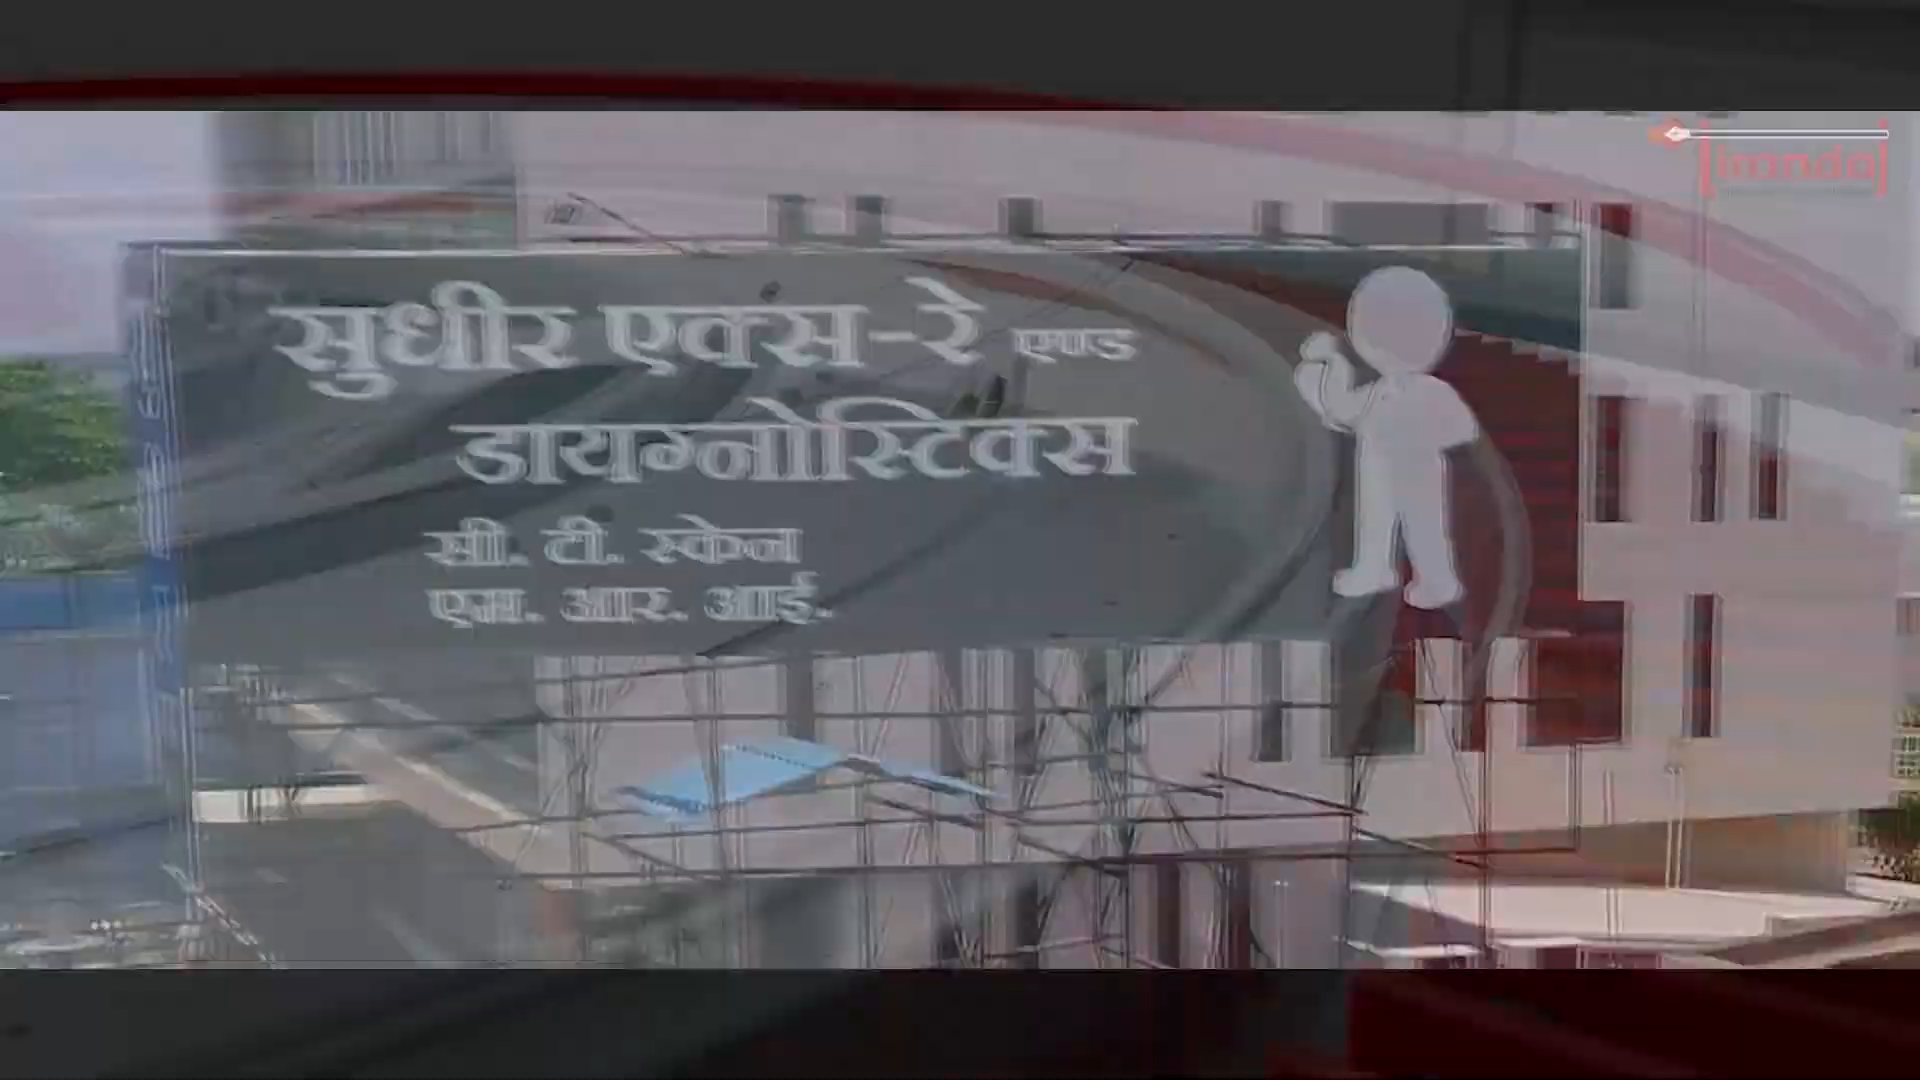 सुधीर एक्स-रे एण्ड
डायग्नोस्टिक्स
सी. टी. स्केन
एम. आर. आई.